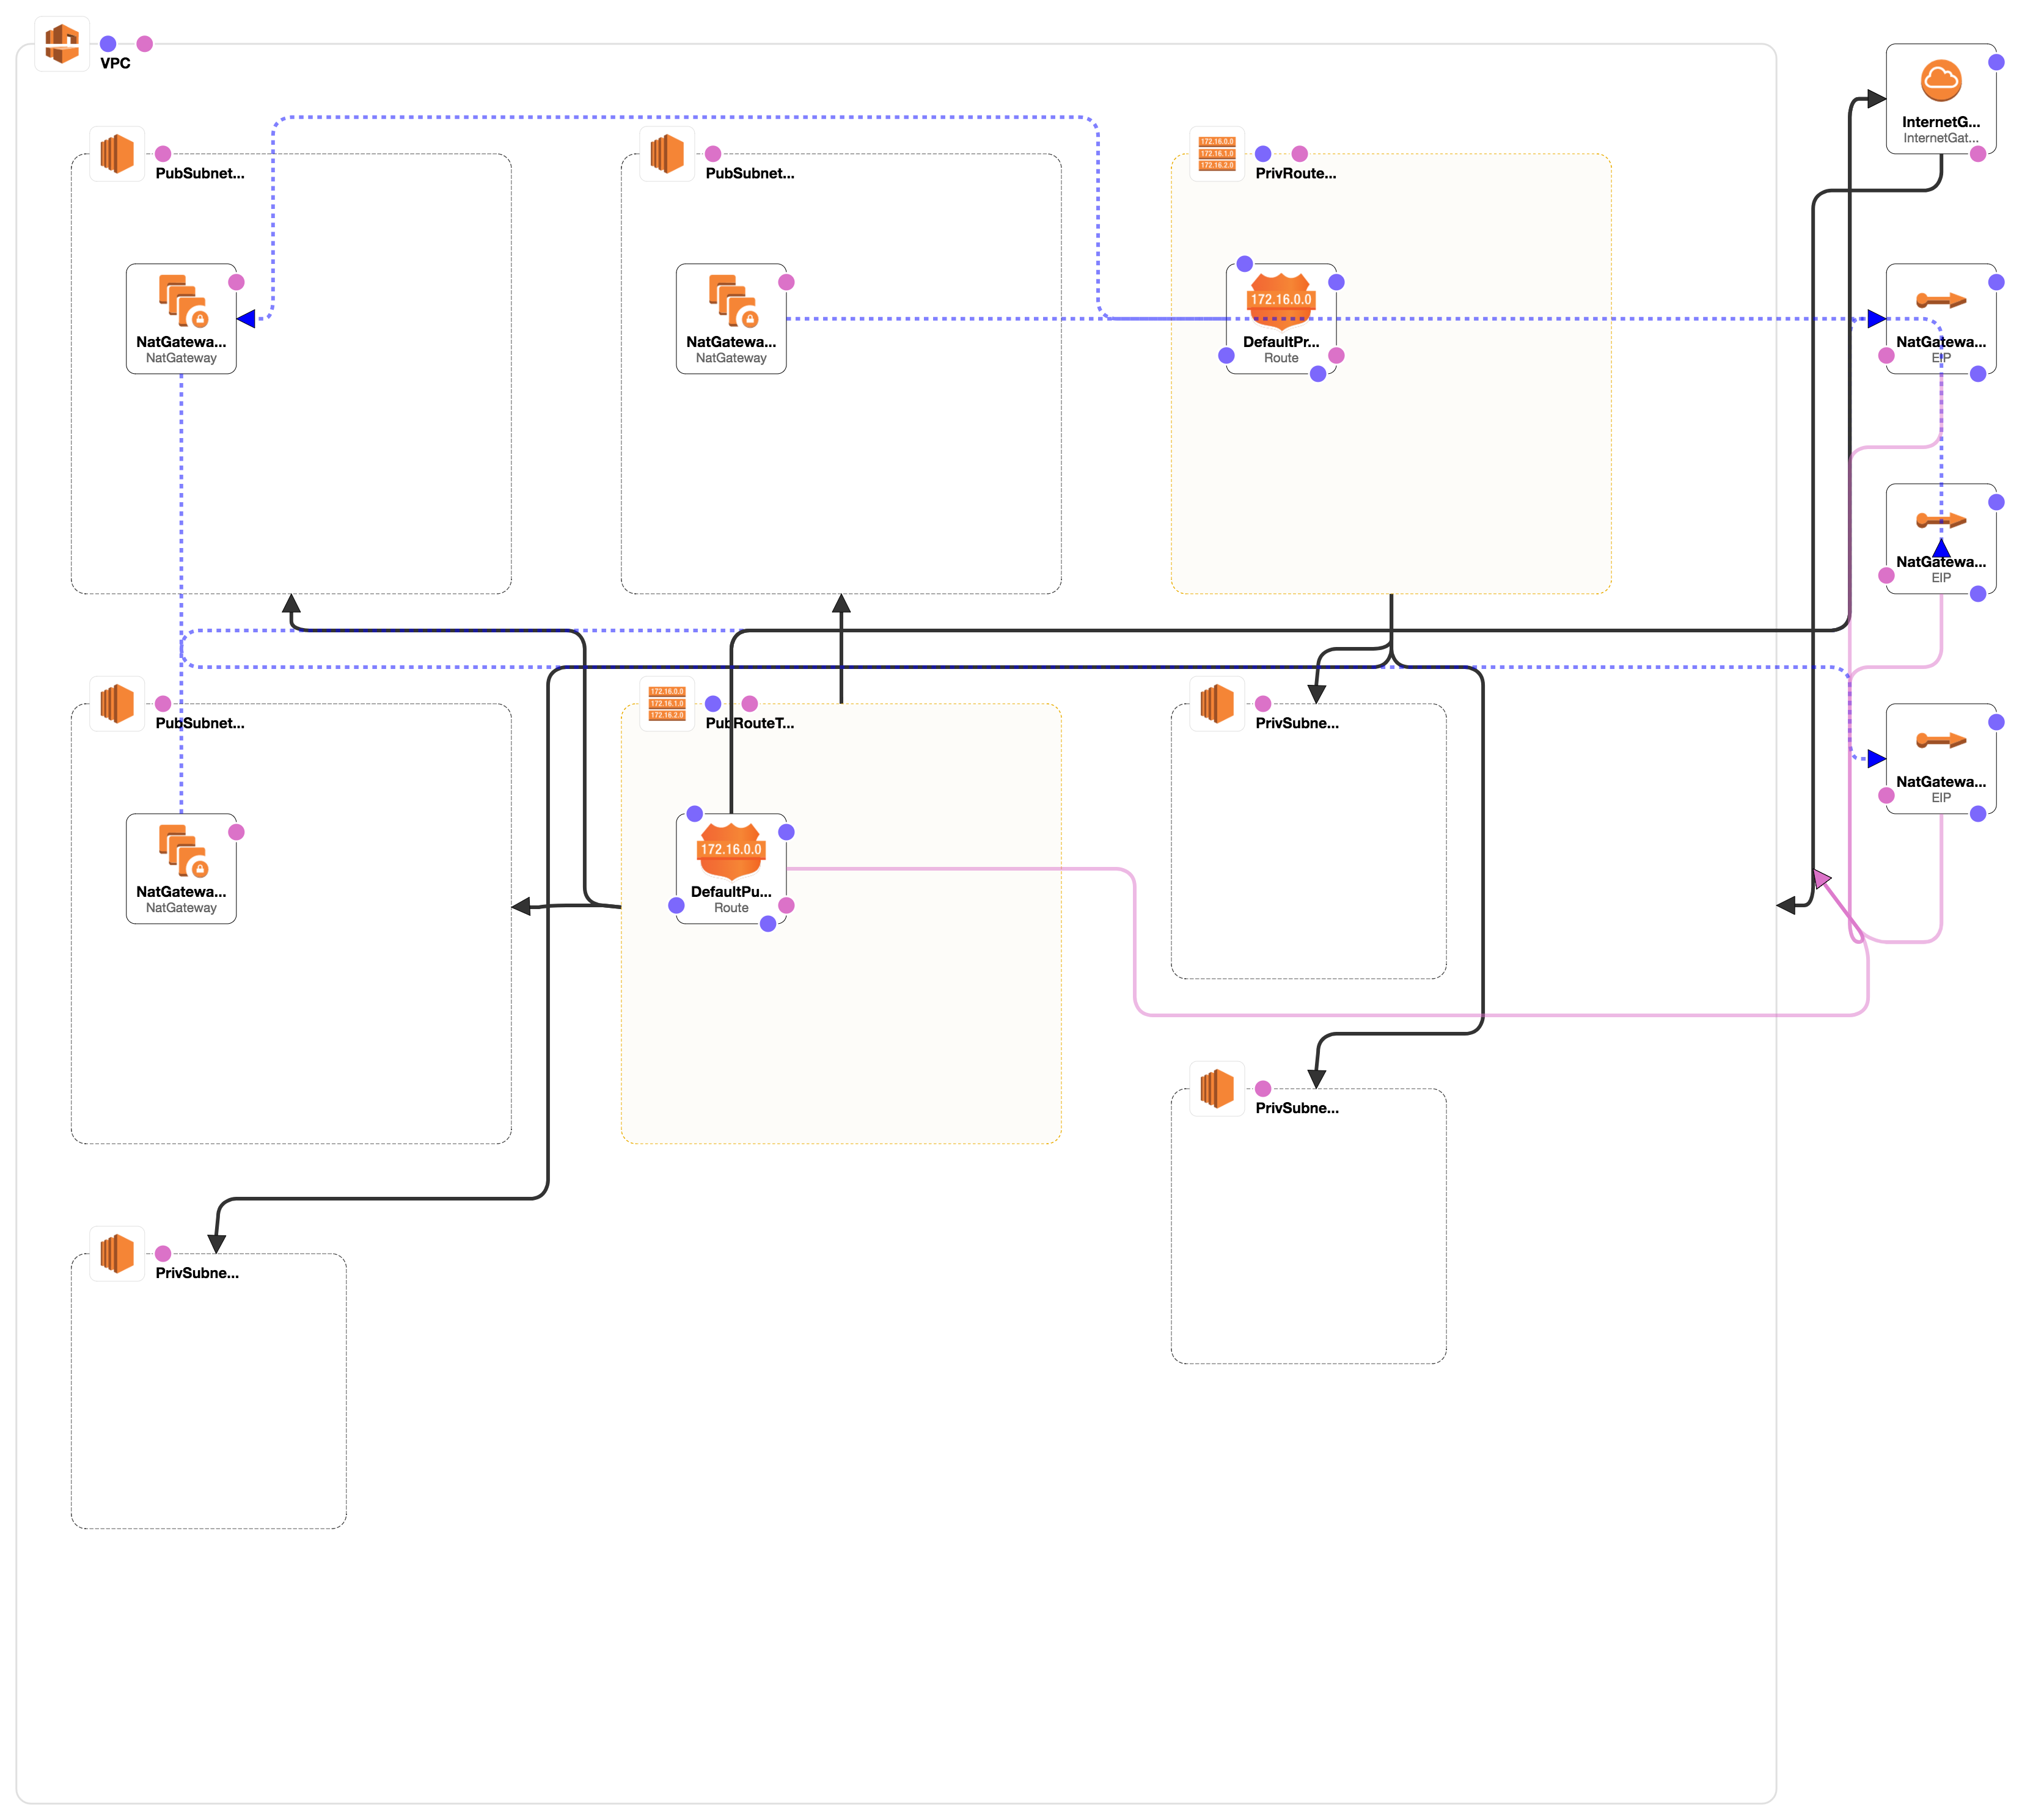 VPC
InternetG...
InternetGat...
PubSubnet...
PubSubnet...
172.16.0.0
172.16.1.0
172.16.2.0
PrivRoute...
NatGatewa...
NatGateway
NatGatewa...
NatGateway
172.16.0.0
DefaultPr...
Route
NatGatewa...
EIP
NatGatewa...
EIP
PubSubnet...
172.16.0.0
172.16.1.0
172.16.2.0
PubRouteT...
PrivSubne...
NatGatewa...
EIP
NatGatewa...
NatGateway
172.16.0.0
DefaultPu...
Route
PrivSubne...
PrivSubne...